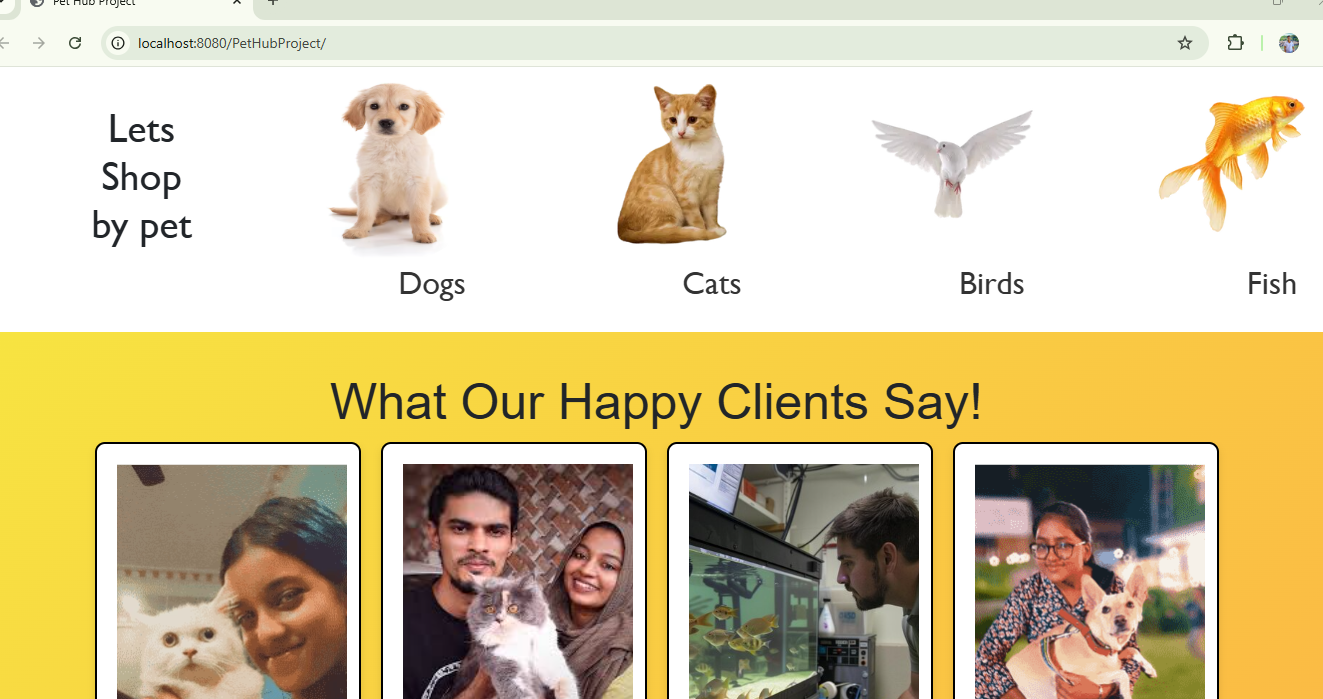 Pet Hub Project
localhost:8080/PetHubProject/
Lets
Shop
by pet
Dogs
Cats
Birds
Fish
What Our Happy Clients Say!